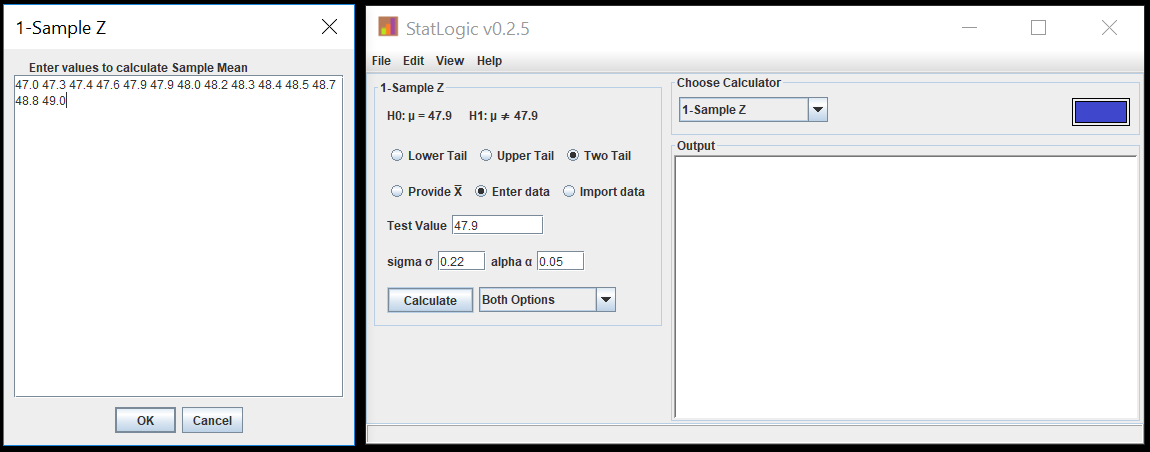 1-Sample Z
Enter values to calculate Sample Mean
47.0 47.3 47.4 47.6 47.9 47.9 48.0 48.2 48.3 48.4 48.5 48.7
48.8 49.0
OK Cancel
StatLogic v0.2.5
File Edit View Help
1-Sample Z
H0: µ = 47.9 H1: µ ≠ 47.9
Lower Tail Upper Tail Two Tail
Provide X̅ Enter data Import data
Test Value 47.9
sigma σ 0.22 alpha α 0.05
Calculate Both Options
Choose Calculator
1-Sample Z
Output